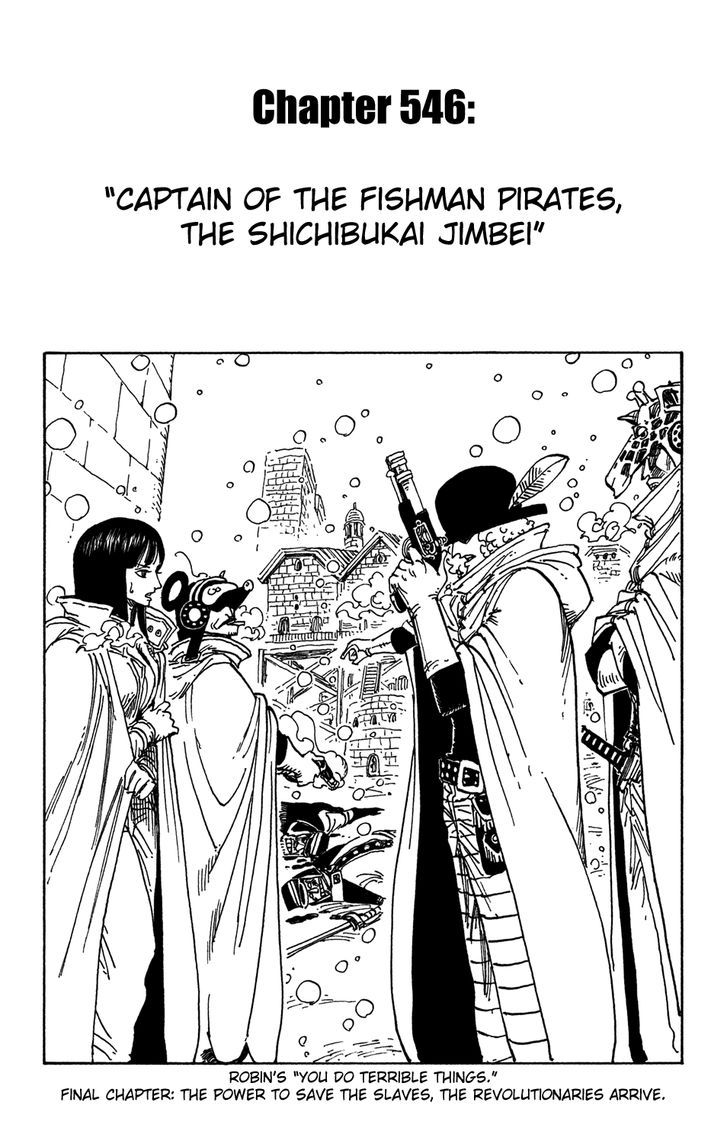 Chapter 546:
“CAPTAIN OF THE FISHMAN PIRATES,
THE SHICHIBUKAI JIMBEI”
ROBIN'S “YOU DO TERRIBLE THINGS.”
FINAL CHAPTER: THE POWER TO SAVE THE SLAVES, THE REVOLUTIONARIES ARRIVE.